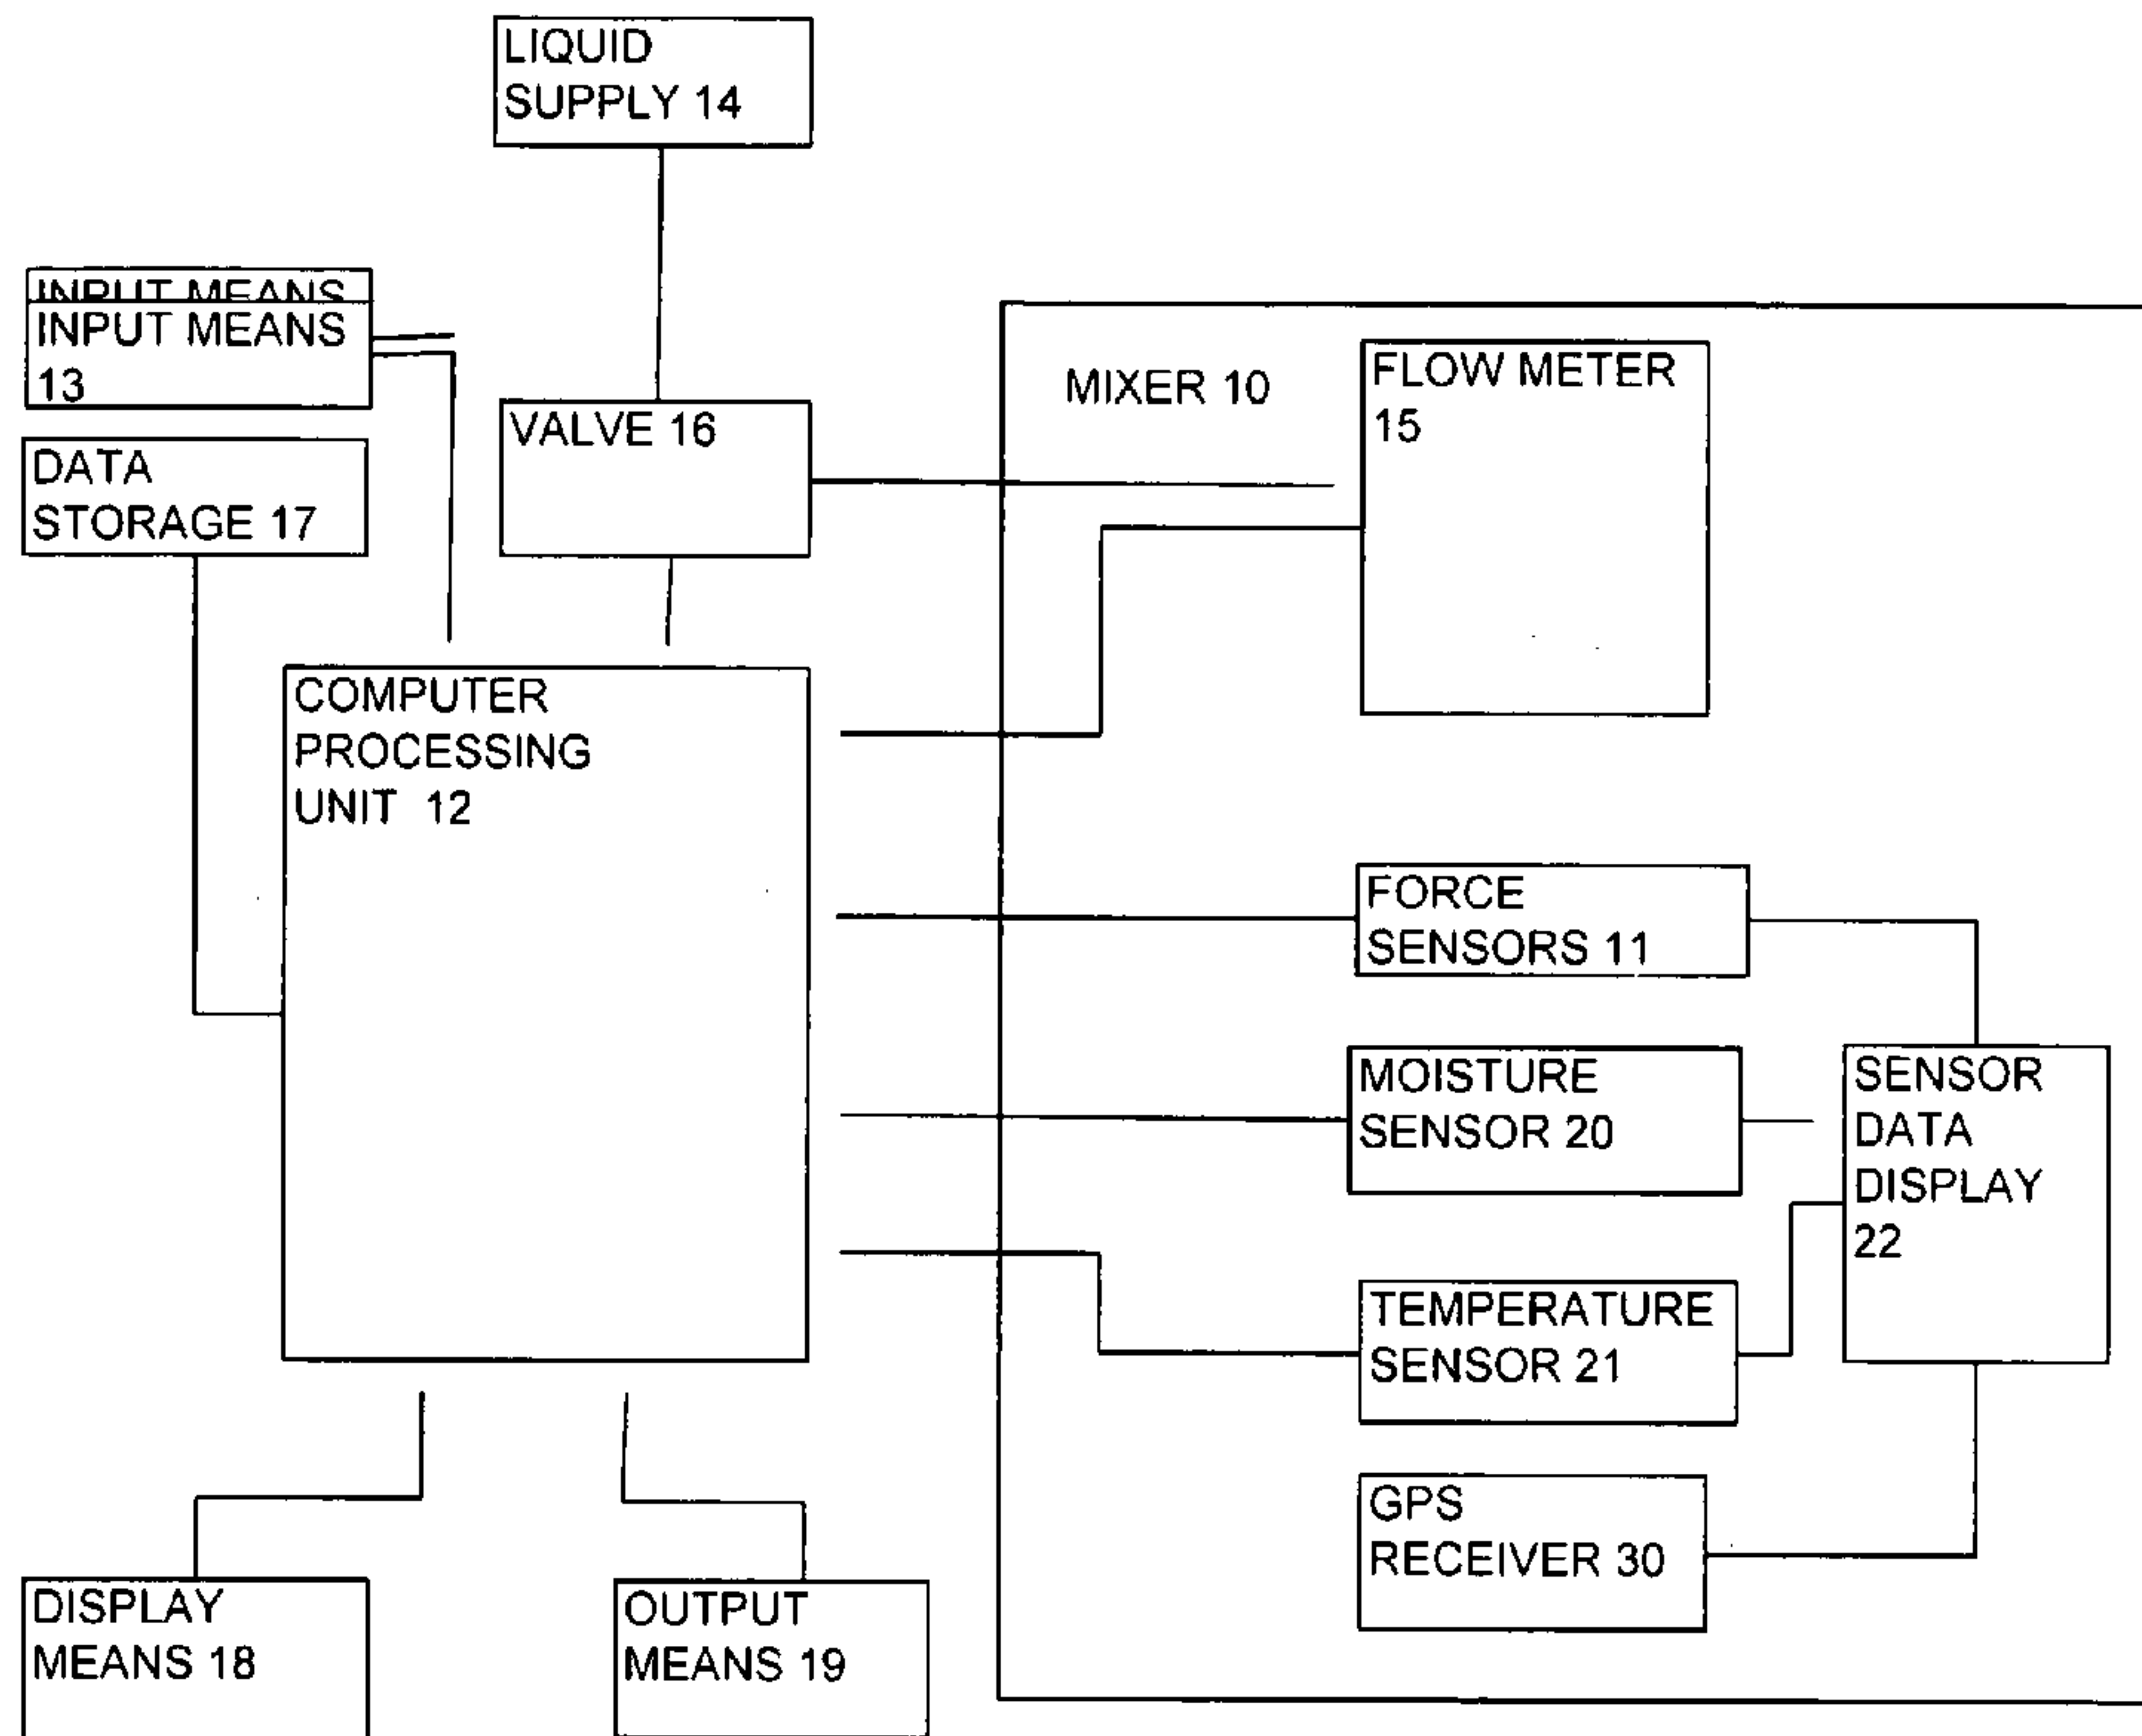 LIQUID
SUPPLY 14
INPUT MEANS
INPUT MEANS
13
DATA
STORAGE 17
VALVE 16
MIXER 10
FLOW METER
15
COMPUTER
PROCESSING
UNIT 12
FORCE
SENSORS 11
MOISTURE
SENSOR 20
SENSOR
DATA
DISPLAY
22
TEMPERATURE
SENSOR 21
GPS
RECEIVER 30
DISPLAY
MEANS 18
OUTPUT
MEANS 19